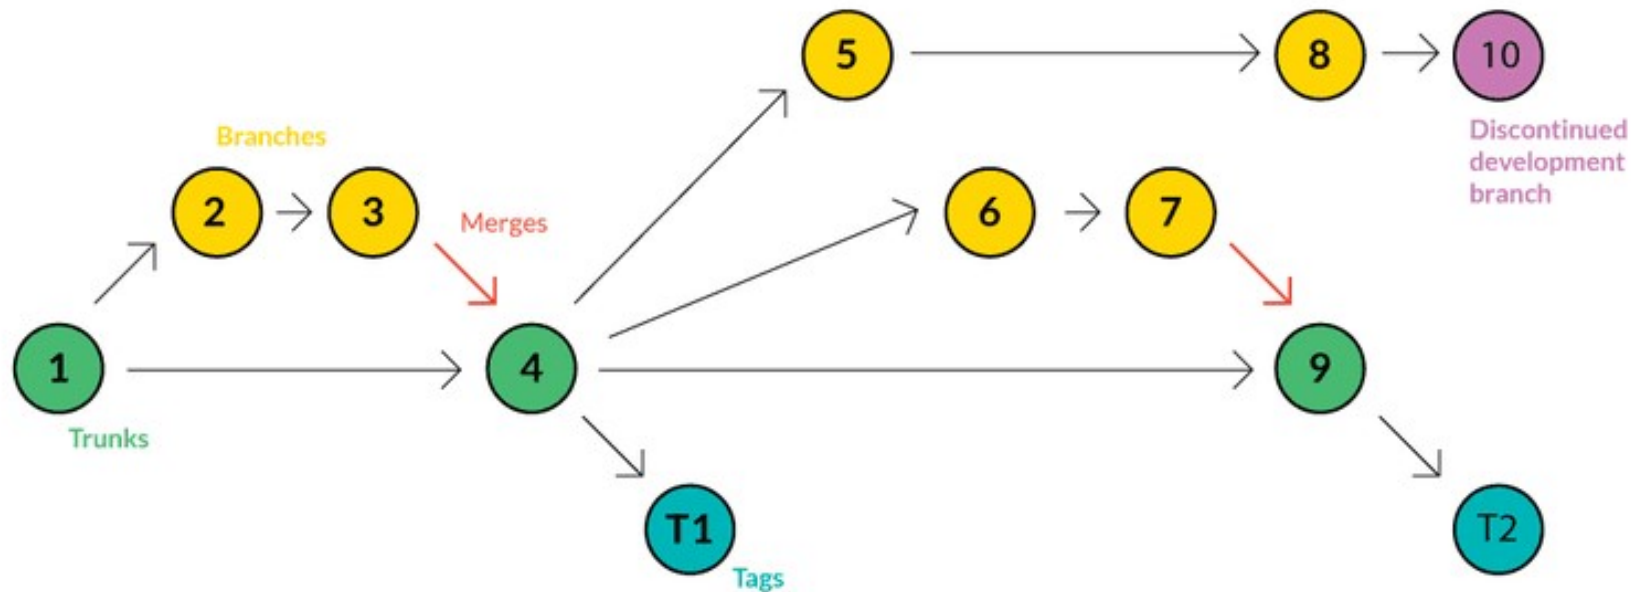 5
8
10
Discontinued
development
branch
Branches
2
3
Merges
6
7
1
4
9
Trunks
T1
T2
Tags